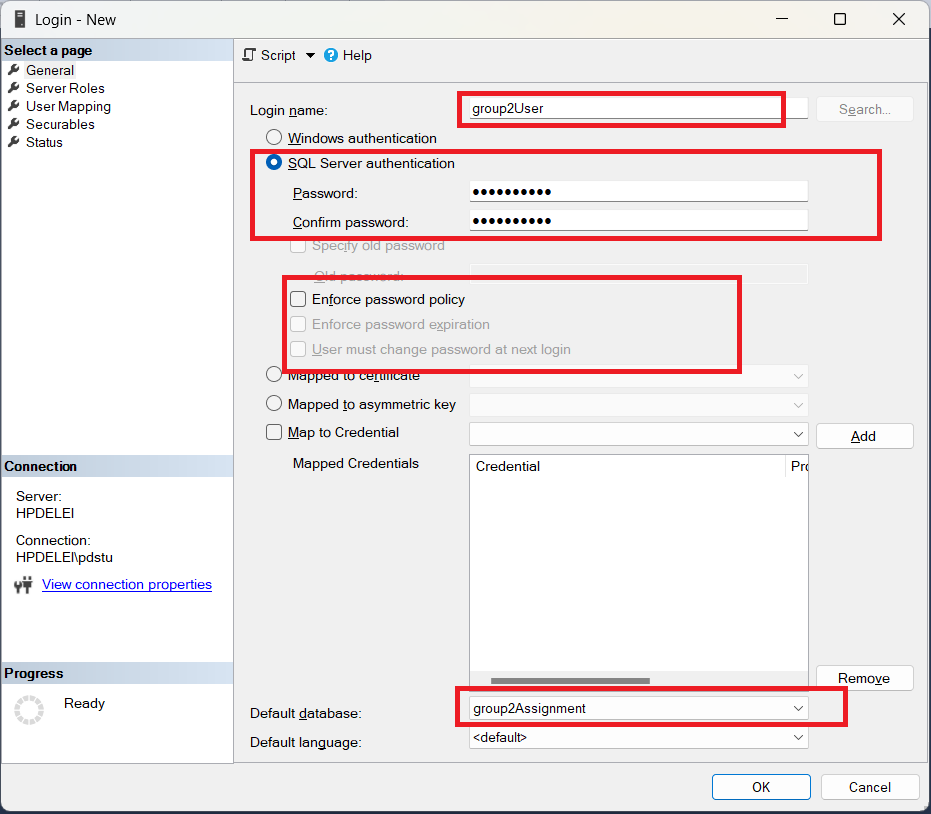 Login - New
Select a page
General
Server Roles
User Mapping
Securables
Status
Script
Help
Login name:
group2User
Search...
Windows authentication
SQL Server authentication
Password:
●●●●●●●●●●
Confirm password:
●●●●●●●●●●
Specify old password
Old password:
Enforce password policy
Enforce password expiration
User must change password at next login
Mapped to certificate
Mapped to asymmetric key
Map to Credential
Add
Mapped Credentials
Credential
Pro
Remove
Default database:
group2Assignment
Default language:
<default>
Connection
Server:
HPDELEI
Connection:
HPDELEI\pdstu
View connection properties
Progress
Ready
OK
Cancel